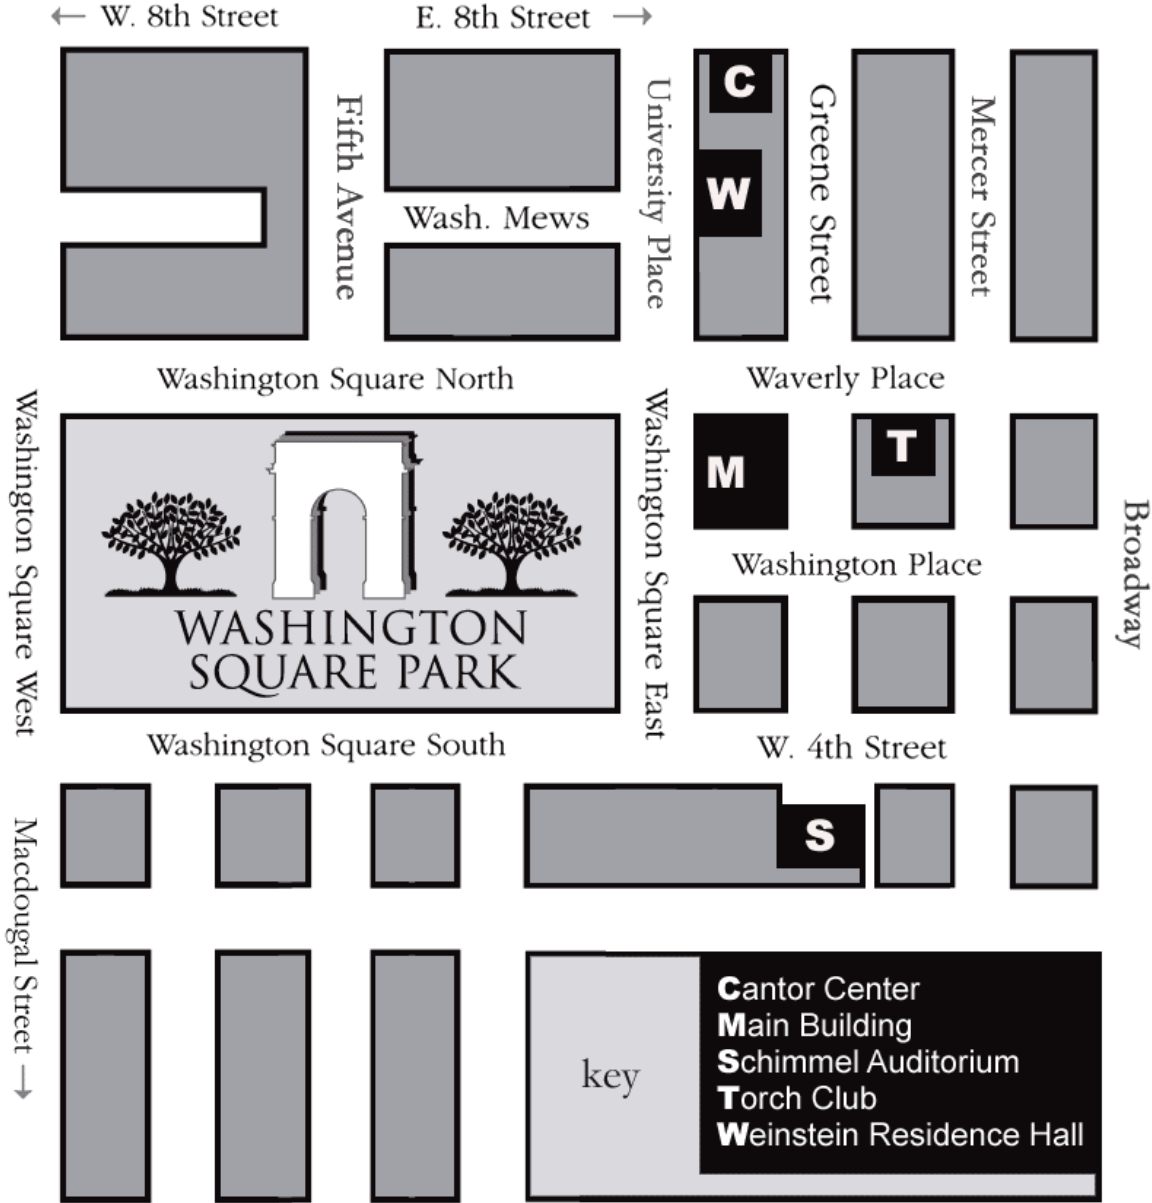 ← W. 8th Street
E. 8th Street →
C
W
Fifth Avenue
University Place
Greene Street
Mercer Street
Wash. Mews
Washington Square North
Waverly Place
Washington Square West
WASHINGTON
SQUARE PARK
Washington Square East
M
T
Washington Place
Broadway
Washington Square South
W. 4th Street
S
Macdougal Street →
key
Cantor Center
Main Building
Schimmel Auditorium
Torch Club
Weinstein Residence Hall